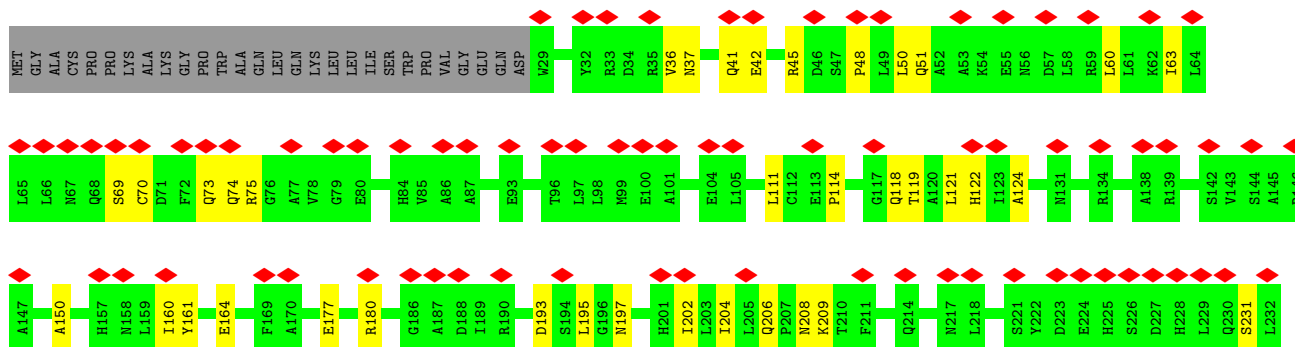 MET GLY ALA CYS PRO PRO LYS ALA LYS GLY PRO TRP ALA GLN LEU GLN LYS LEU LEU ILE SER TRP PRO VAL GLY GLU GLN ASP W29 Y32 R33 D34 R35 V36 N37 Q41 E42 R45 D46 S47 P48 L49 L50 Q51 A52 A53 K54 E55 N56 D57 L58 R59 L60 L61 K62 I63 L64
L65 L66 N67 Q68 S69 C70 D71 F72 Q73 Q74 R75 G76 A77 V78 G79 E80 H84 V85 A86 A87 E93 T96 L97 L98 M99 E100 A101 E104 L105 L111 C112 E113 P114 G117 Q118 T119 A120 L121 H122 I123 A124 N131 R134 A138 R139 S142 V143 S144 A145
A147 A150 H157 N158 L159 I160 Y161 E164 F169 A170 E177 R180 G186 A187 D188 I189 R190 D193 S194 L195 G196 N197 H201 I202 L203 I204 L205 Q206 P207 N208 K209 T210 F211 Q214 N217 L218 S221 Y222 D223 E224 H225 S226 D227 H228 L229 Q230 S231 L232